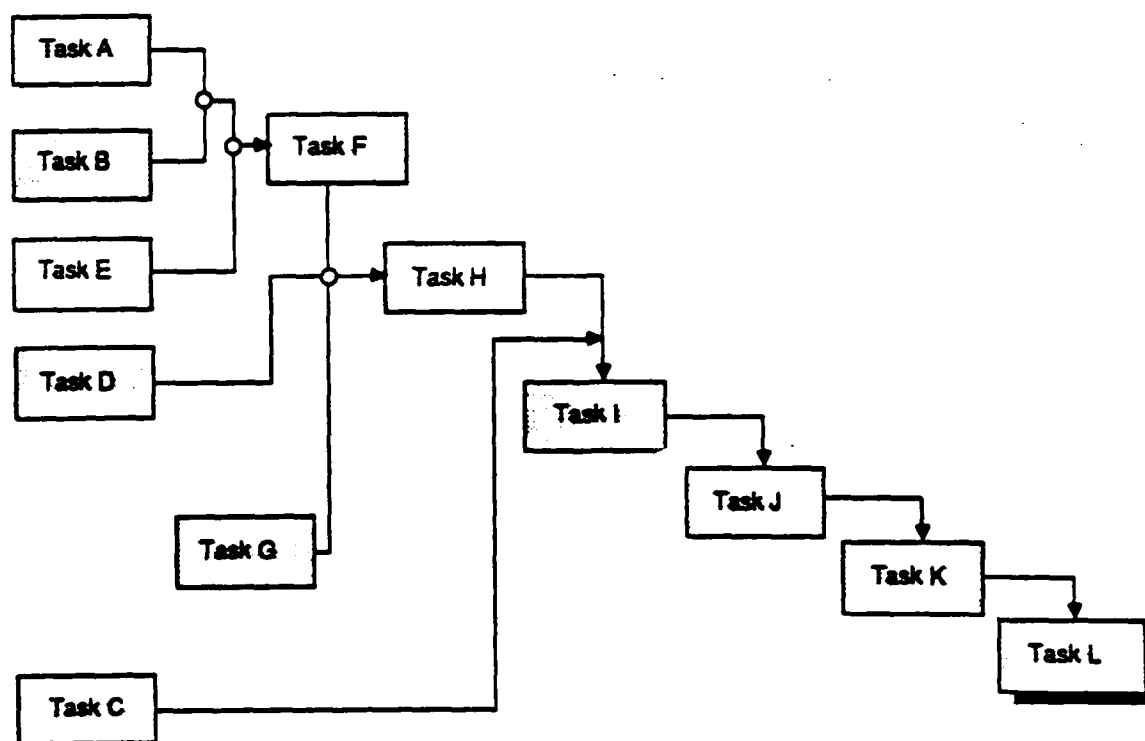 Task A
Task B
Task F
Task E
Task H
Task D
Task I
Task J
Task G
Task K
Task L
Task C